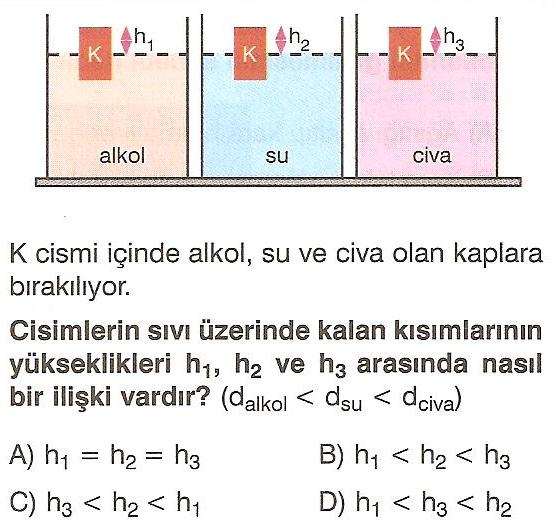 K h₁ K h₂ K h₃
alkol su civa
K cismi içinde alkol, su ve civa olan kaplara
bırakılıyor.
Cisimlerin sıvı üzerinde kalan kısımlarının
yükseklikleri h₁, h₂ ve h₃ arasında nasıl
bir ilişki vardır? (dalkol < dsu < dciva)
A) h₁ = h₂ = h₃ B) h₁ < h₂ < h₃
C) h₃ < h₂ < h₁ D) h₁ < h₃ < h₂